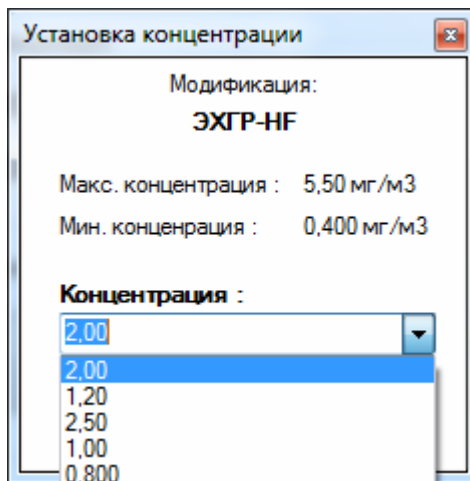 Установка концентрации
Модификация:
ЭХГР-HF
Макс. концентрация : 5,50 мг/м3
Мин. конценрация : 0,400 мг/м3
Концентрация :
2,00
2,00
1,20
2,50
1,00
0,800